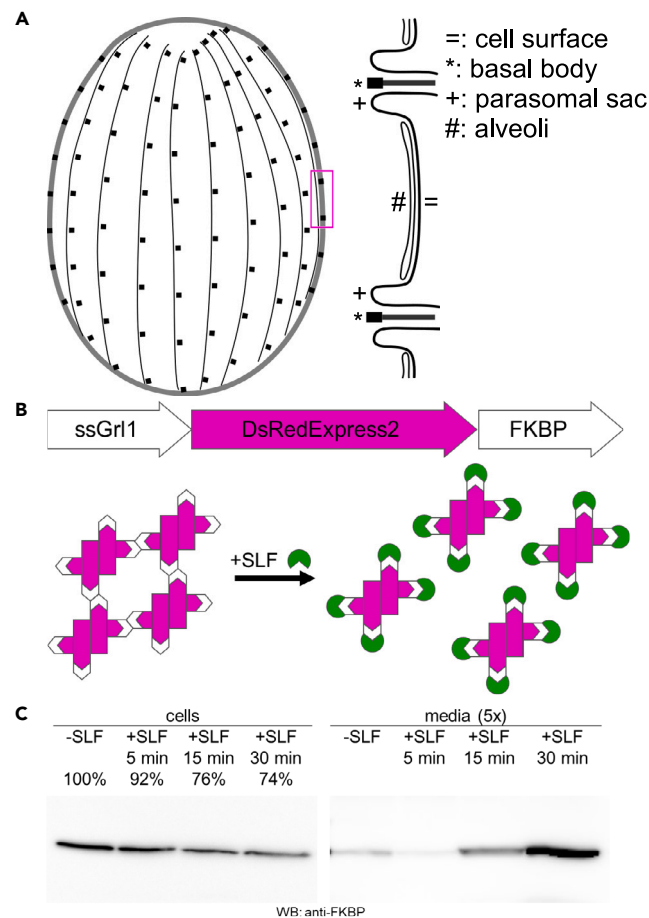 A
=: cell surface
*: basal body
+: parasomal sac
#: alveoli
*
+
#
=
+
*
B
ssGrl1 DsRedExpress2 FKBP
+SLF
C
cells media (5x)
-SLF +SLF +SLF +SLF -SLF +SLF +SLF +SLF
5 min 15 min 30 min 5 min 15 min 30 min
100% 92% 76% 74%
WB: anti-FKBP